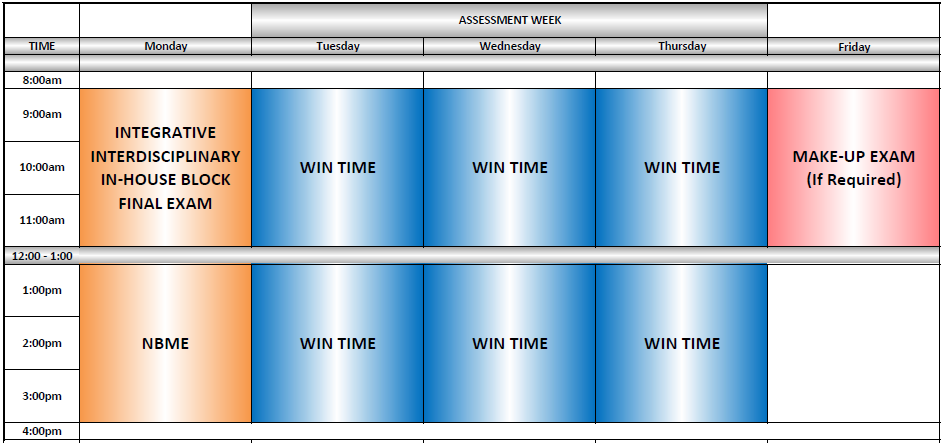 ASSESSMENT WEEK
TIME Monday Tuesday Wednesday Thursday Friday
8:00am
9:00am
INTEGRATIVE
INTERDISCIPLINARY
IN-HOUSE BLOCK
FINAL EXAM
WIN TIME WIN TIME WIN TIME
MAKE-UP EXAM
(If Required)
10:00am
11:00am
12:00 - 1:00
1:00pm
2:00pm NBME WIN TIME WIN TIME WIN TIME
3:00pm
4:00pm